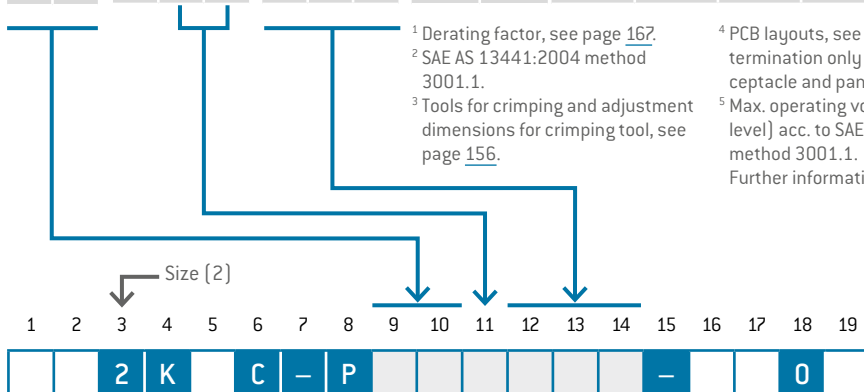 ¹ Derating factor, see page 167.
² SAE AS 13441:2004 method
3001.1.
³ Tools for crimping and adjustment
dimensions for crimping tool, see
page 156.
⁴ PCB layouts, see
termination only
ceptacle and pan
⁵ Max. operating vo
level) acc. to SAE
method 3001.1.
Further informati
Size (2)
1 2 3 4 5 6 7 8 9 10 11 12 13 14 15 16 17 18 19
2 K C – P – 0